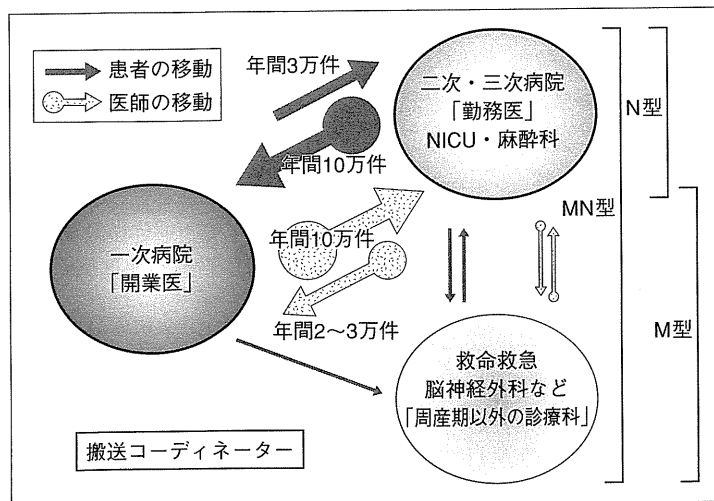 患者の移動
医師の移動
年間3万件
年間10万件
二次・三次病院
「勤務医」
NICU・麻酔科
N型
MN型
M型
一次病院
「開業医」
年間10万件
年間2〜3万件
救命救急
脳神経外科など
「周産期以外の診療科」
搬送コーディネーター